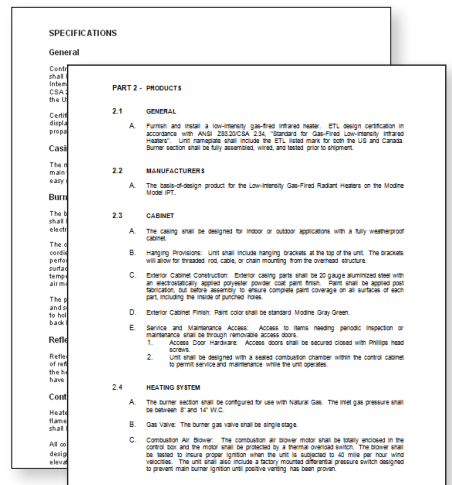 SPECIFICATIONS
General
Casi
Burn
Refle
Cont
PART 2 - PRODUCTS
2.1 GENERAL
A. Furnish and install a low-intensity gas-fired infrared heater. ETL design certification in
accordance with ANSI Z83.20/CSA 2.34, "Standard for Gas-Fired Low-Intensity Infrared
Heaters". Unit nameplate shall include the ETL listed mark for both the US and Canada.
Burner section shall be fully assembled, wired, and tested prior to shipment.
2.2 MANUFACTURERS
A. The basis-of-design product for the Low-Intensity Gas-Fired Radiant Heaters on the Modine
Model IPT.
2.3 CABINET
A. The casing shall be designed for indoor or outdoor applications with a fully weatherproof
cabinet.
B. Hanging Provisions: Unit shall include hanging brackets at the top of the unit. The brackets
will allow for threaded rod, cable, or chain mounting from the overhead structure.
C. Exterior Cabinet Construction: Exterior casing parts shall be 20 gauge aluminized steel with
an electrostatically applied polyester powder coat paint finish. Paint shall be applied post
fabrication, but before assembly to ensure complete paint coverage on all surfaces of each
part, including the inside of punched holes.
D. Exterior Cabinet Finish: Paint color shall be standard Modine Gray Green.
E. Service and Maintenance Access: Access to items needing periodic inspection or
maintenance shall be through removable access doors.
1. Access Door Hardware: Access doors shall be secured closed with Phillips head
screws.
2. Unit shall be designed with a sealed combustion chamber within the control cabinet
to permit service and maintenance while the unit operates.
2.4 HEATING SYSTEM
A. The burner section shall be configured for use with Natural Gas. The inlet gas pressure shall
be between 8" and 14" W.C.
B. Gas Valve: The burner gas valve shall be single stage.
C. Combustion Air Blower: The combustion air blower motor shall be totally enclosed in the
control box and the motor shall be protected by a thermal overload switch. The blower shall
be tested to insure proper ignition when the unit is subjected to 40 mile per hour wind
velocities. The unit shall also include a factory mounted differential pressure switch designed
to prevent main burner ignition until positive venting has been proven.